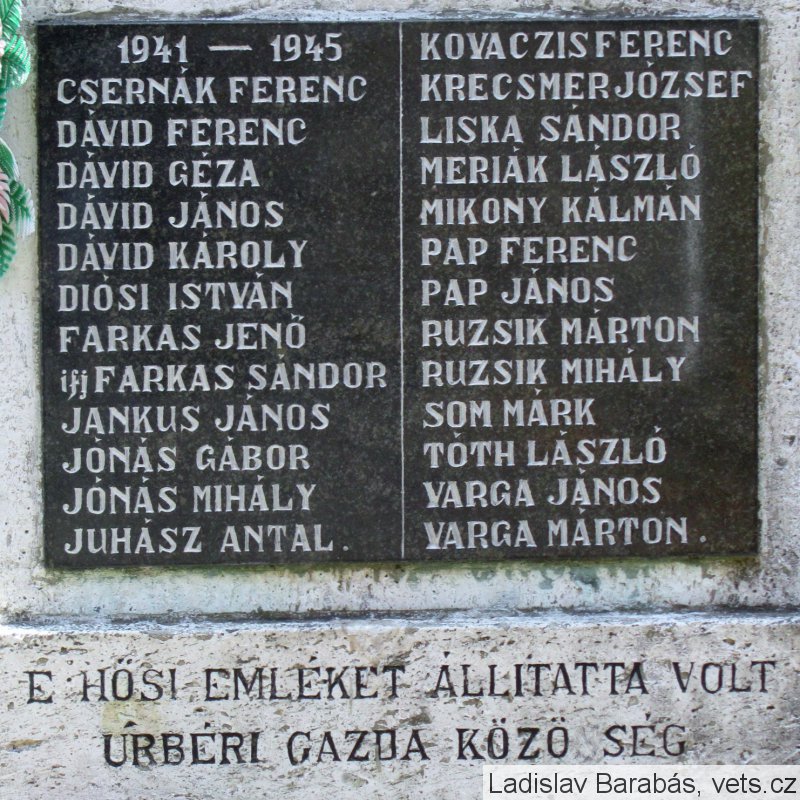 1941 — 1945
CSERNÁK FERENC
DÁVID FERENC
DÁVID GÉZA
DÁVID JÁNOS
DÁVID KÁROLY
DIÓSI ISTVÁN
FARKAS JENŐ
ifj FARKAS SÁNDOR
JANKUS JÁNOS
JÓNÁS GÁBOR
JÓNÁS MIHÁLY
JUHÁSZ ANTAL.
KOVACZIS FERENC
KRECSMER JÓZSEF
LISKA SÁNDOR
MERIÁK LÁSZLÓ
MIKONY KÁLMÁN
PAP FERENC
PAP JÁNOS
RUZSIK MÁRTON
RUZSIK MIHÁLY
SOM MÁRK
TÓTH LÁSZLÓ
VARGA JÁNOS
VARGA MÁRTON.
E HŐSI EMLÉKET ÁLLÍTATTA VOLT
ÚRBÉRI GAZDA KÖZÖ SÉG
Ladislav Barabás, vets.cz